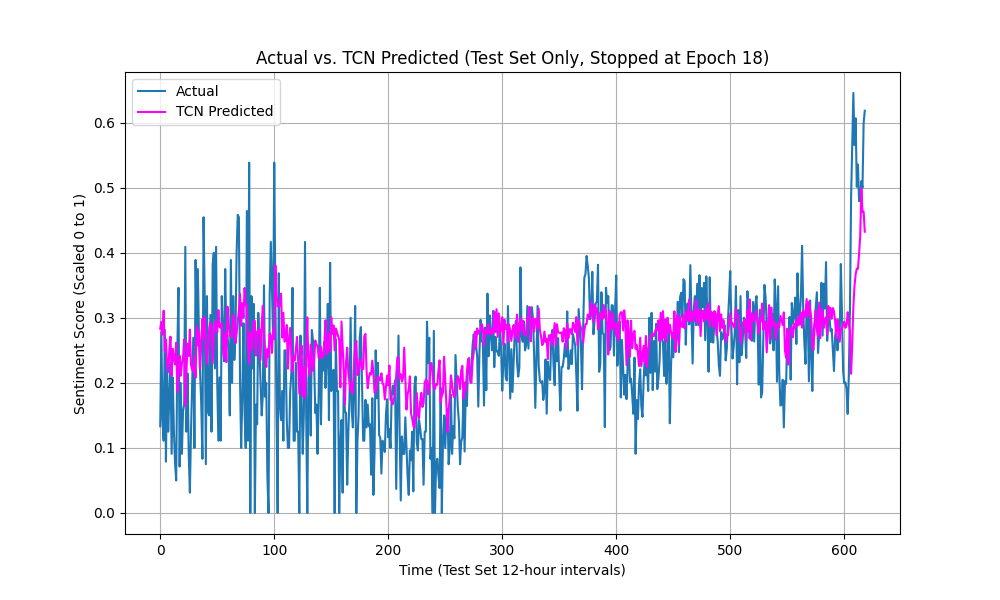 Actual vs. TCN Predicted (Test Set Only, Stopped at Epoch 18)
Actual
TCN Predicted
Sentiment Score (Scaled 0 to 1)
0.6
0.5
0.4
0.3
0.2
0.1
0.0
0 100 200 300 400 500 600
Time (Test Set 12-hour intervals)